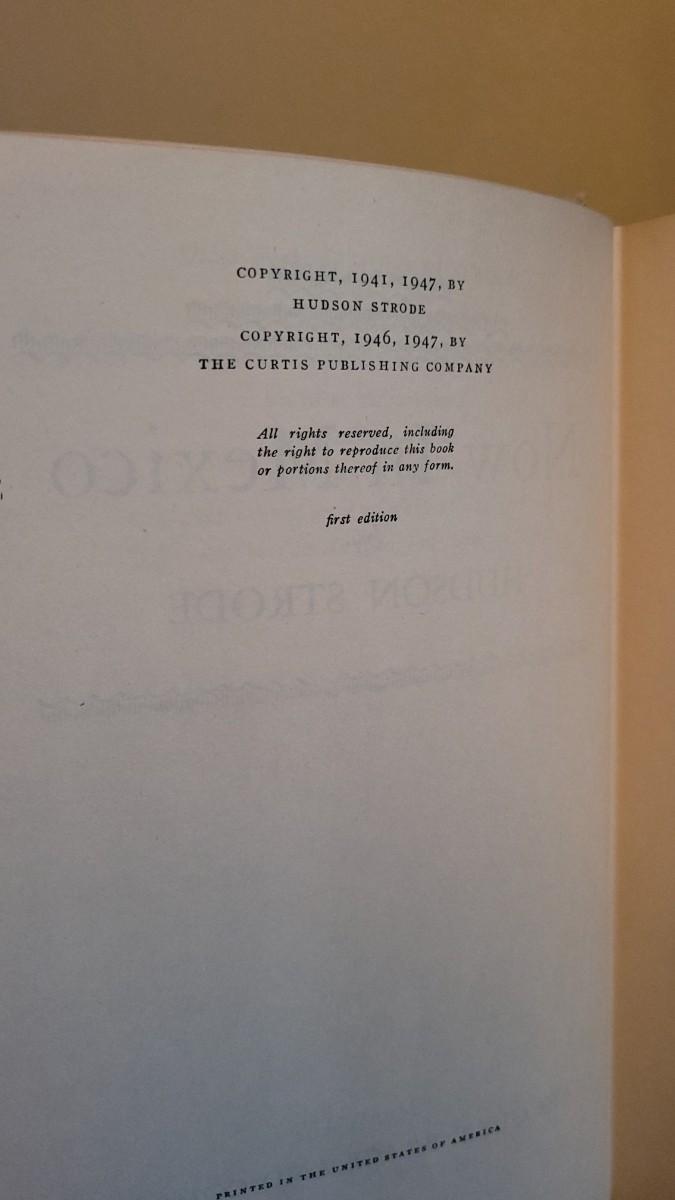 COPYRIGHT, 1941, 1947, BY
HUDSON STRODE
COPYRIGHT, 1946, 1947, BY
THE CURTIS PUBLISHING COMPANY
All rights reserved, including
the right to reproduce this book
or portions thereof in any form.
first edition
HUDSON STRODE
PRINTED IN THE UNITED STATES OF AMERICA